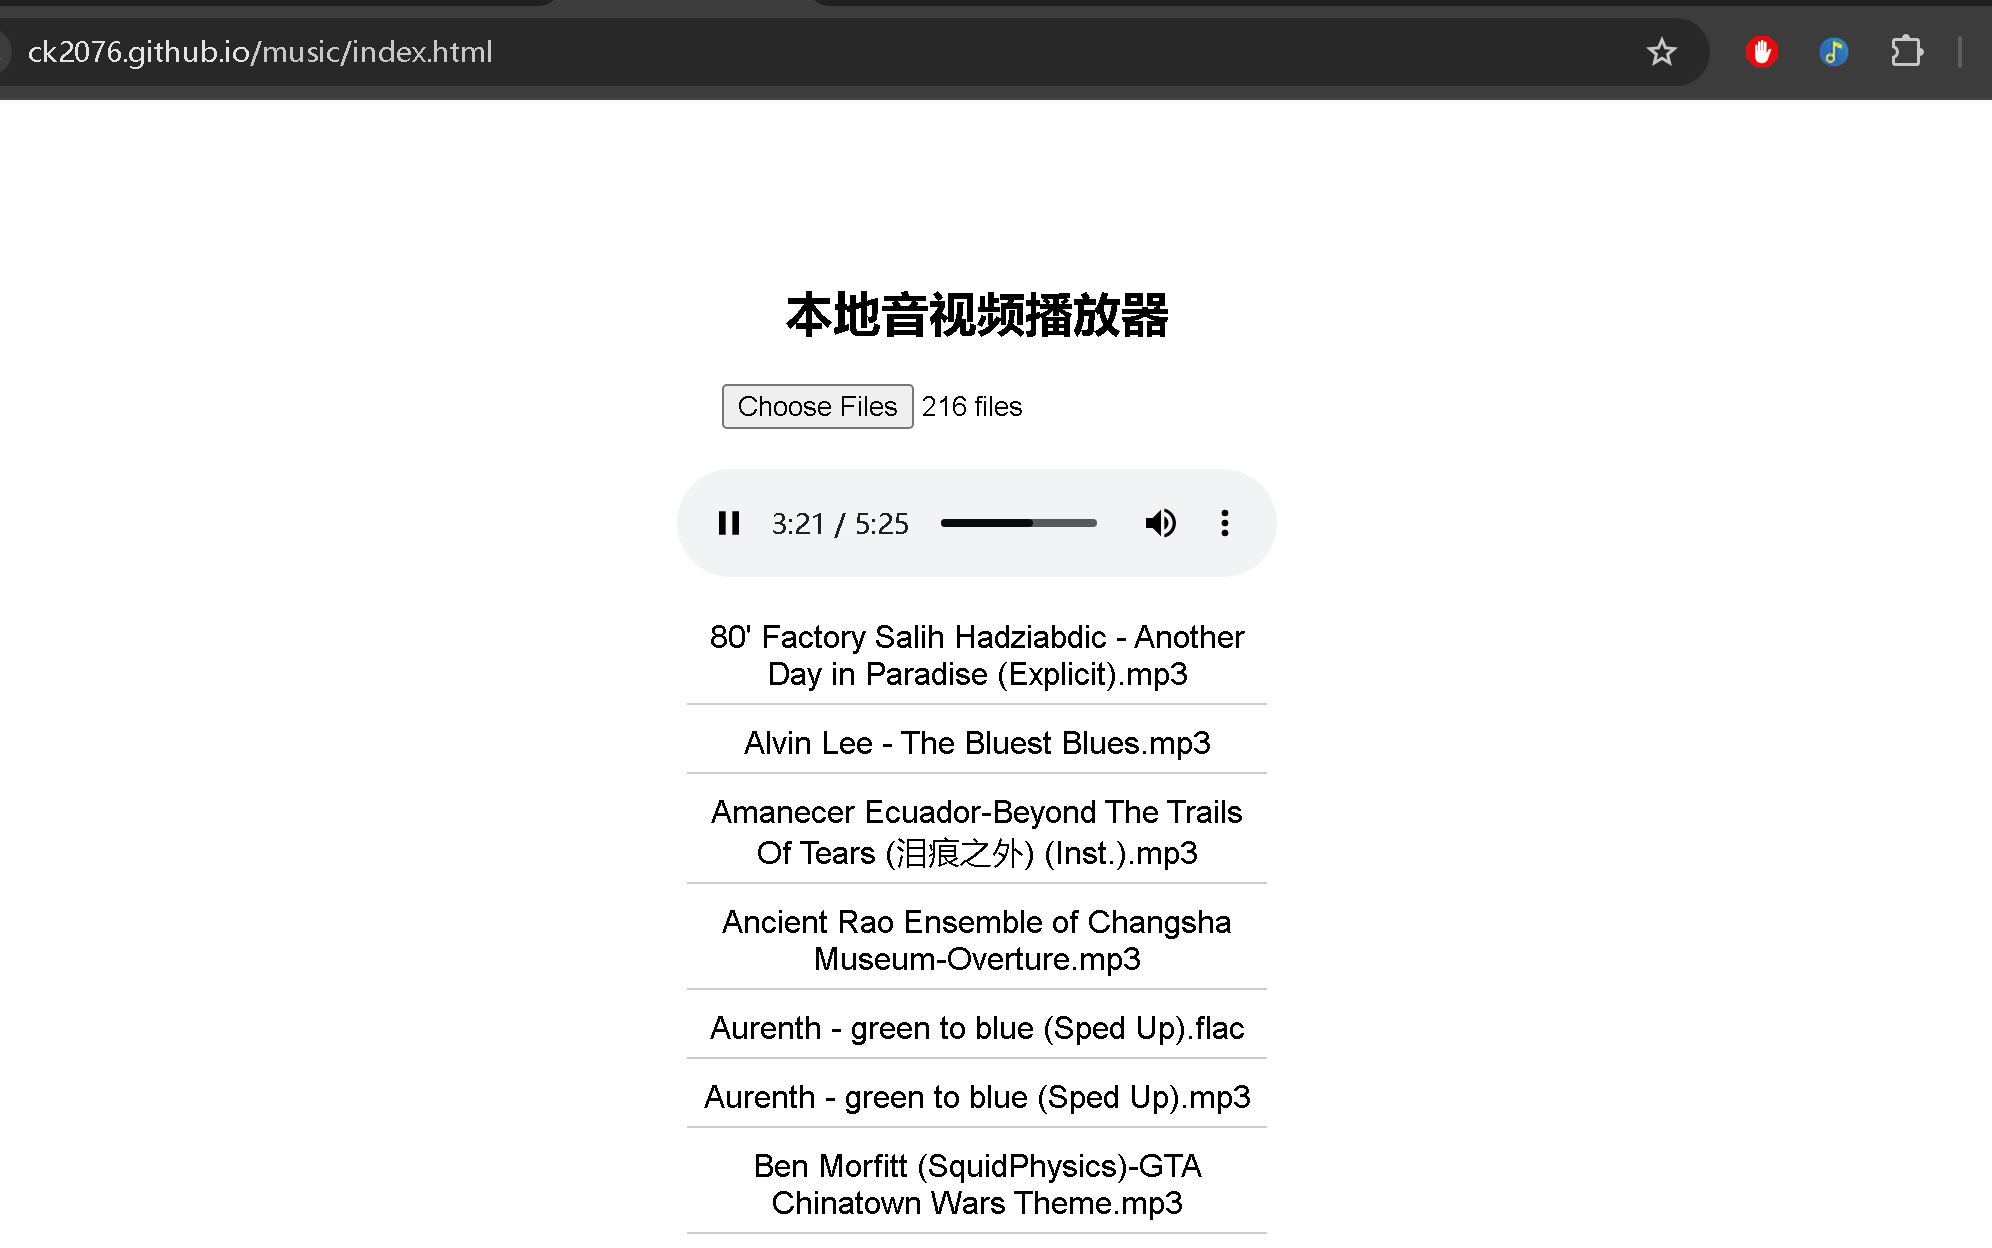 ck2076.github.io/music/index.html
本地音视频播放器
Choose Files 216 files
3:21 / 5:25
80' Factory Salih Hadziabdic - Another
Day in Paradise (Explicit).mp3
Alvin Lee - The Bluest Blues.mp3
Amanecer Ecuador-Beyond The Trails
Of Tears (泪痕之外) (Inst.).mp3
Ancient Rao Ensemble of Changsha
Museum-Overture.mp3
Aurenth - green to blue (Sped Up).flac
Aurenth - green to blue (Sped Up).mp3
Ben Morfitt (SquidPhysics)-GTA
Chinatown Wars Theme.mp3